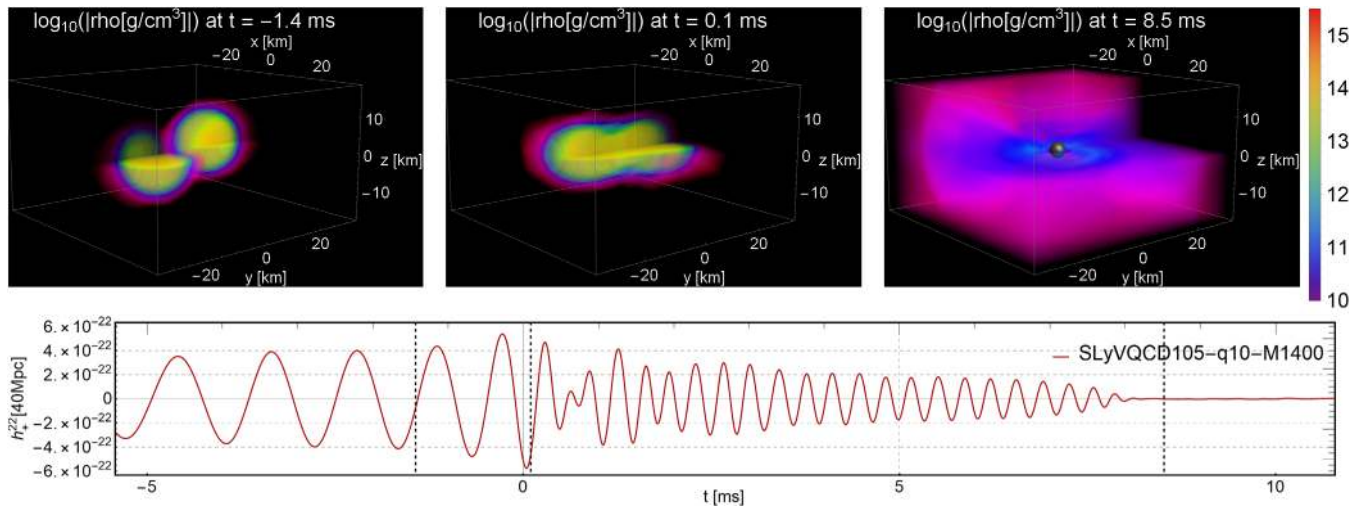 log₁₀(|rho[g/cm³]|) at t = −1.4 ms
x [km]
−20
0
20
10
0
z [km]
−10
20
0
−20
y [km]
log₁₀(|rho[g/cm³]|) at t = 0.1 ms
x [km]
−20
0
20
10
0
z [km]
−10
20
0
−20
y [km]
log₁₀(|rho[g/cm³]|) at t = 8.5 ms
x [km]
−20
0
20
10
0
z [km]
−10
20
0
−20
y [km]
15
14
13
12
11
10
6.×10⁻²²
4.×10⁻²²
2.×10⁻²²
0
−2.×10⁻²²
−4.×10⁻²²
−6.×10⁻²²
h₊²²[40Mpc]
SLyVQCD105−q10−M1400
−5
0
5
10
t [ms]